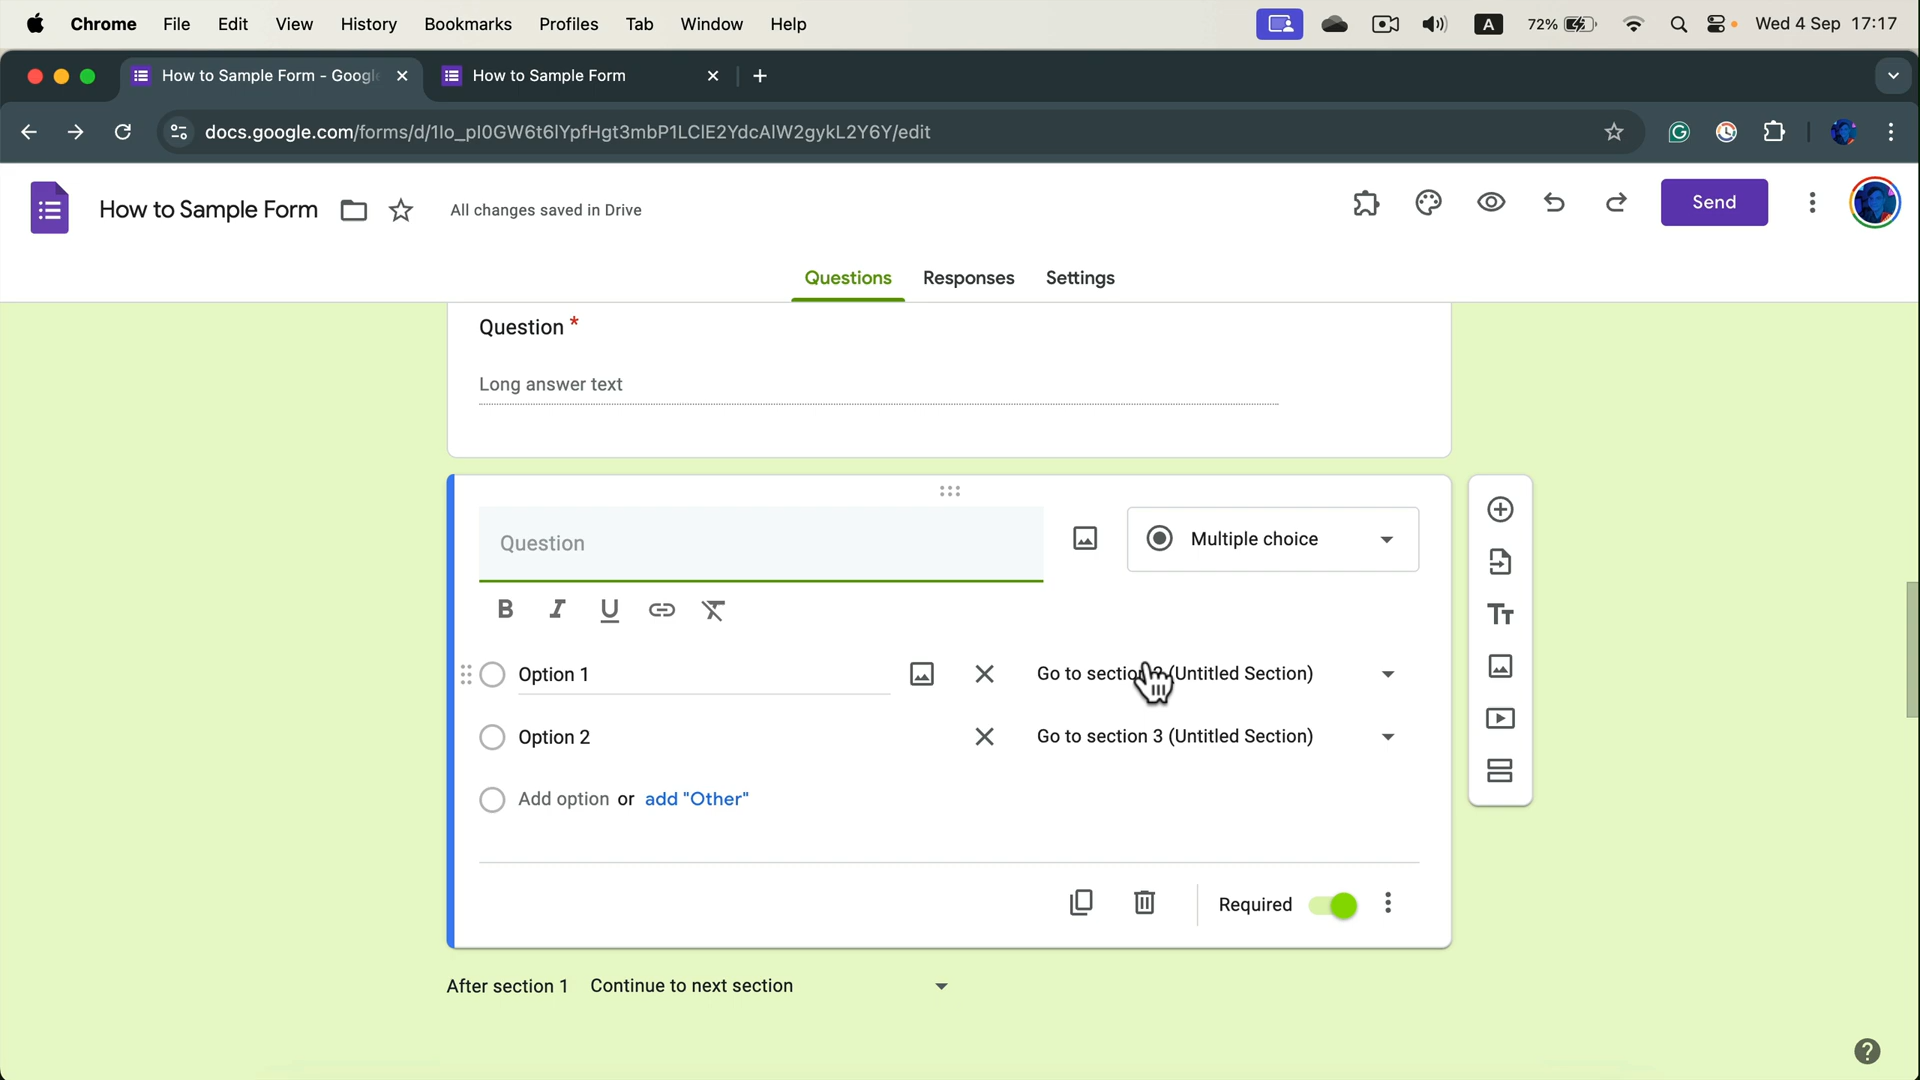 Chrome File Edit View History Bookmarks Profiles Tab Window Help A 72% Wed 4 Sep 17:17
How to Sample Form - Google How to Sample Form
docs.google.com/forms/d/1Io_pI0GW6t6lYpfHgt3mbP1LClE2YdcAlW2gykL2Y6Y/edit
How to Sample Form All changes saved in Drive Send
Questions Responses Settings
Question *
Long answer text
Question Multiple choice
B I U
Option 1 Go to section (Untitled Section)
Option 2 Go to section 3 (Untitled Section)
Add option or add "Other"
Required
After section 1 Continue to next section